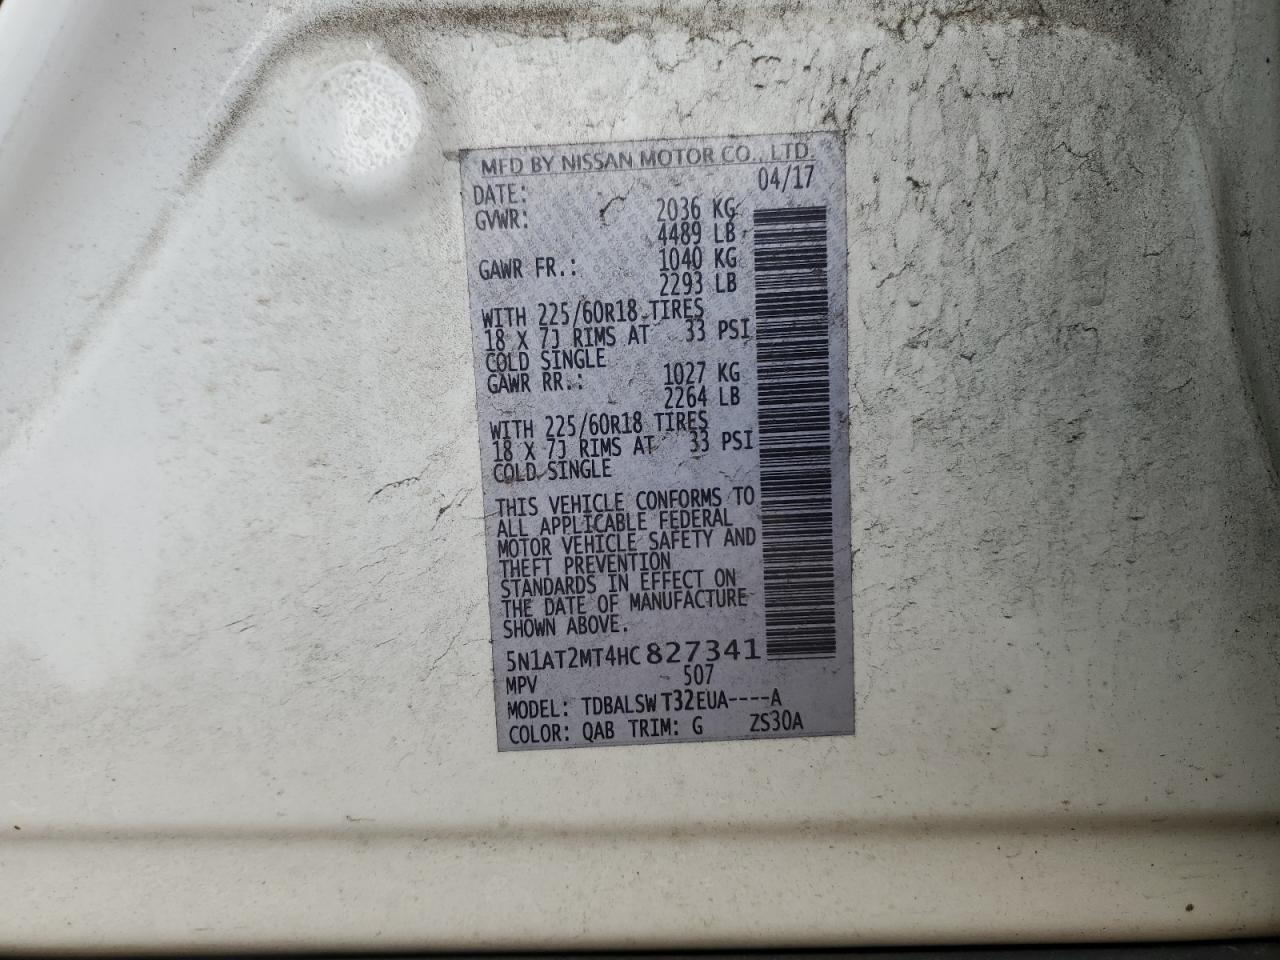 MFD BY NISSAN MOTOR CO., LTD.
DATE: 04/17
GVWR: 2036 KG
4489 LB
GAWR FR.: 1040 KG
2293 LB
WITH 225/60R18 TIRES
18 X 7J RIMS AT 33 PSI
COLD SINGLE
GAWR RR.: 1027 KG
2264 LB
WITH 225/60R18 TIRES
18 X 7J RIMS AT 33 PSI
COLD SINGLE
THIS VEHICLE CONFORMS TO
ALL APPLICABLE FEDERAL
MOTOR VEHICLE SAFETY AND
THEFT PREVENTION
STANDARDS IN EFFECT ON
THE DATE OF MANUFACTURE
SHOWN ABOVE.
5N1AT2MT4HC827341
MPV 507
MODEL: TDBALSWT32EUA----A
COLOR: QAB TRIM: G ZS30A